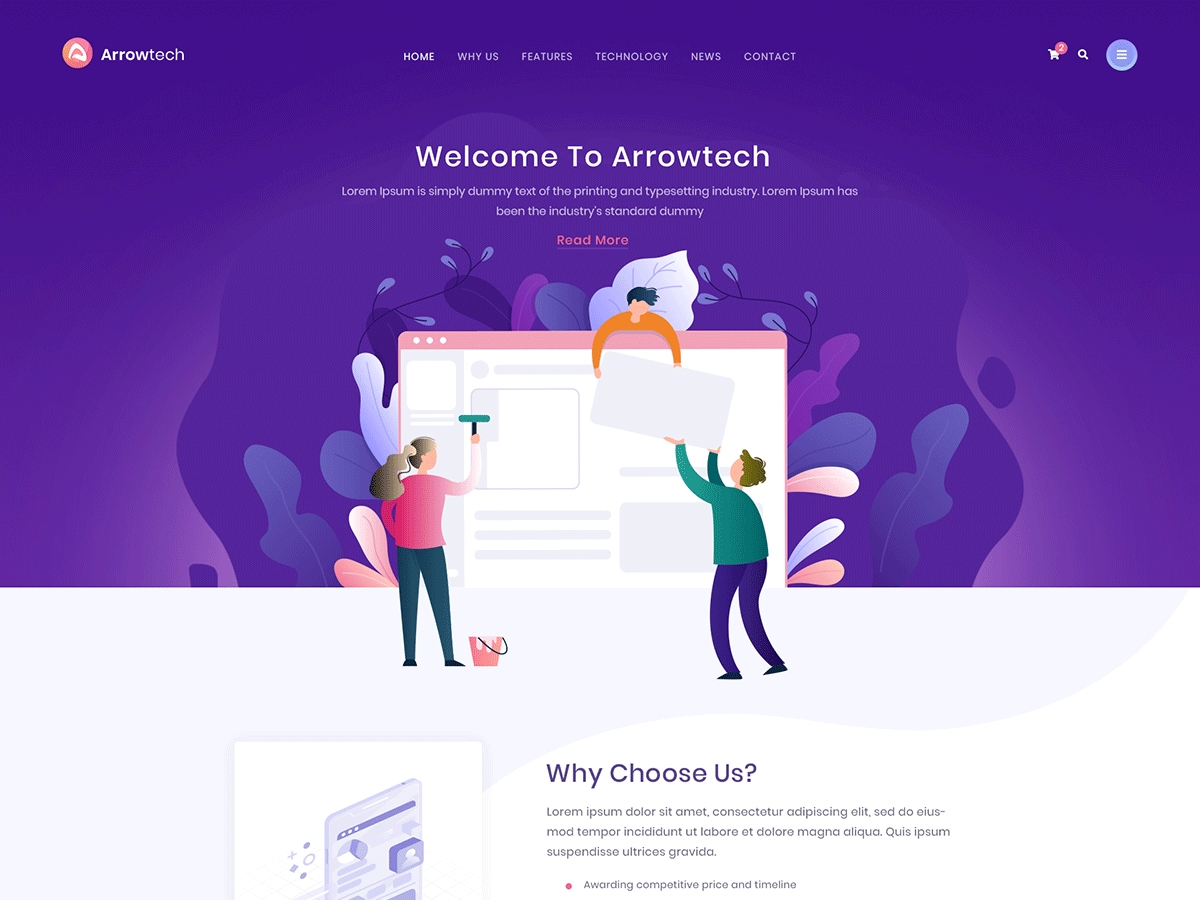 Arrowtech
HOME WHY US FEATURES TECHNOLOGY NEWS CONTACT
2
Welcome To Arrowtech
Lorem Ipsum is simply dummy text of the printing and typesetting industry. Lorem Ipsum has
been the industry's standard dummy
Read More
Why Choose Us?
Lorem ipsum dolor sit amet, consectetur adipiscing elit, sed do eius-
mod tempor incididunt ut labore et dolore magna aliqua. Quis ipsum
suspendisse ultrices gravida.
Awarding competitive price and timeline